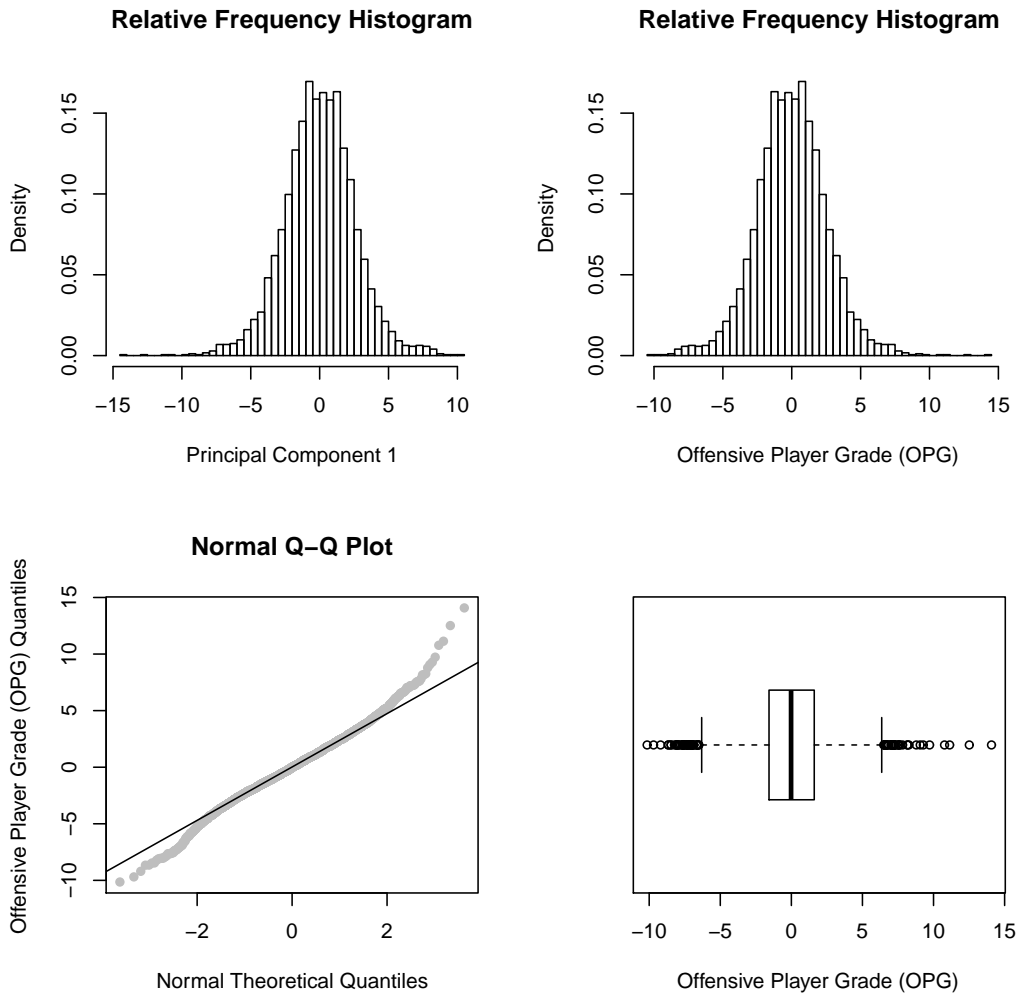 Relative Frequency Histogram
Density
0.00 0.05 0.10 0.15
−15 −10 −5 0 5 10
Principal Component 1
Relative Frequency Histogram
Density
0.00 0.05 0.10 0.15
−10 −5 0 5 10 15
Offensive Player Grade (OPG)
Normal Q−Q Plot
Offensive Player Grade (OPG) Quantiles
−10 −5 0 5 10 15
−2 0 2
Normal Theoretical Quantiles
−10 −5 0 5 10 15
Offensive Player Grade (OPG)